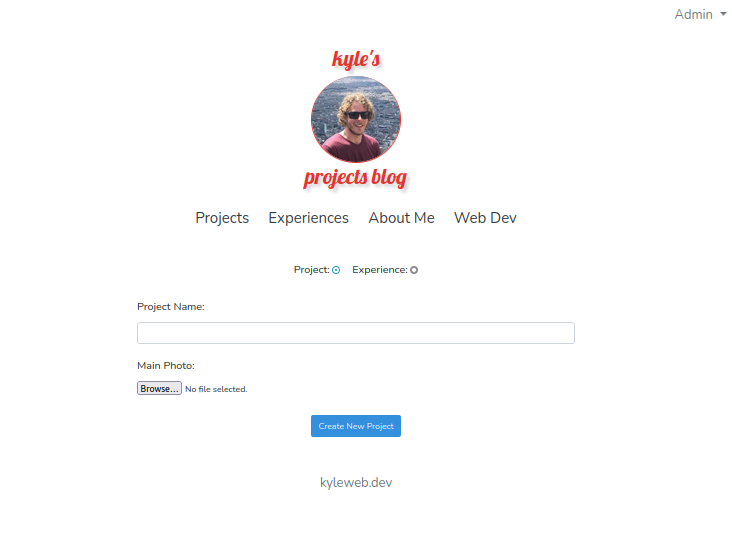 Admin
kyle's
projects blog
Projects Experiences About Me Web Dev
Project: Experience:
Project Name:
Main Photo:
Browse... No file selected.
Create New Project
kyleweb.dev